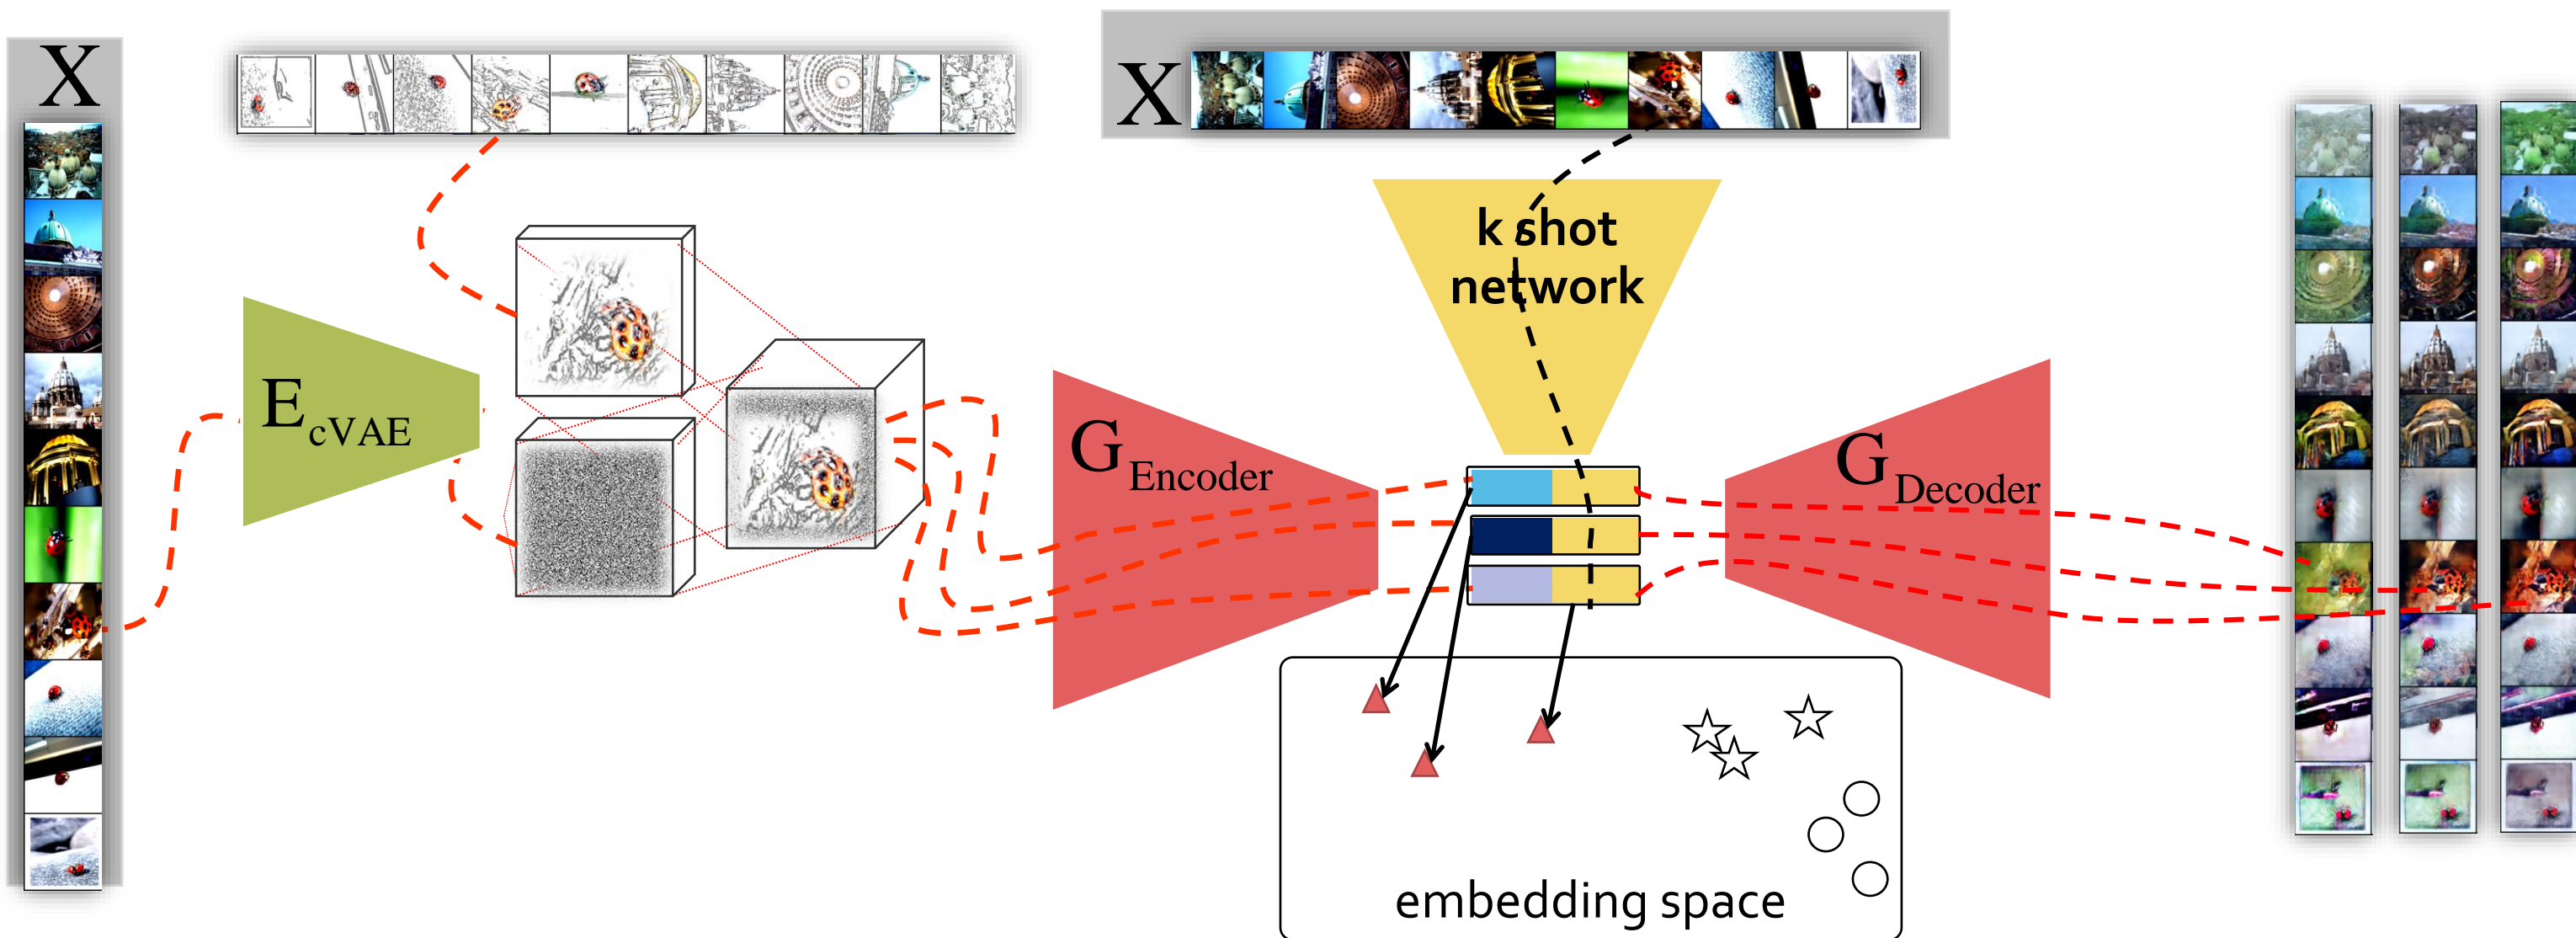 X
X
k shot
network
E cVAE
G Encoder
G Decoder
embedding space